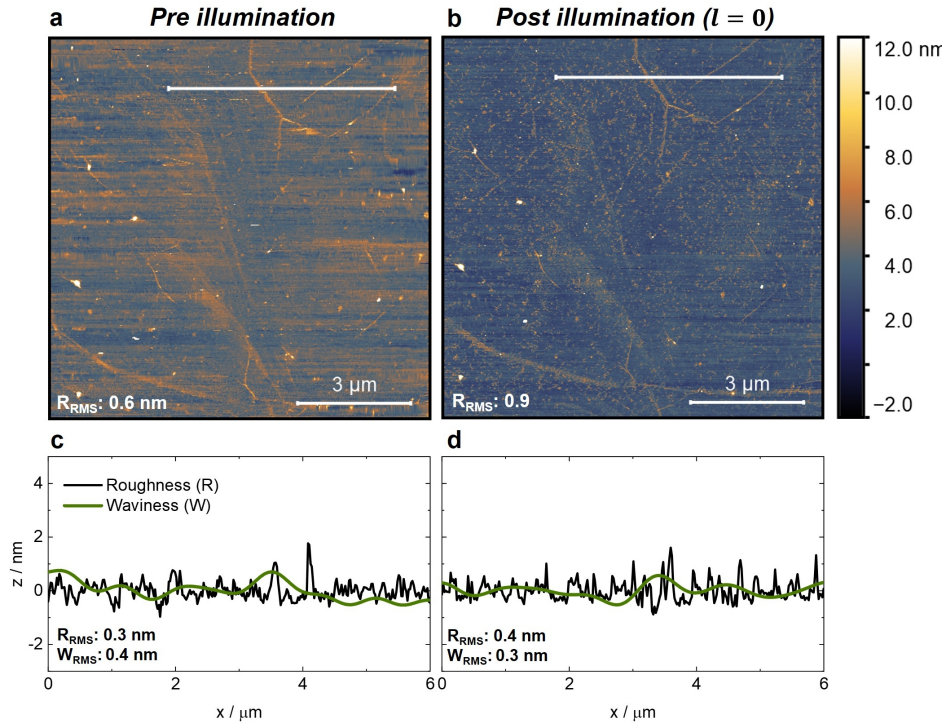 a Pre illumination
b Post illumination (l = 0)
12.0 nm
10.0
8.0
6.0
4.0
2.0
0.0
−2.0
3 μm
R_RMS: 0.6 nm
3 μm
R_RMS: 0.9
c
d
Roughness (R)
Waviness (W)
z / nm
4
2
0
-2
R_RMS: 0.3 nm
W_RMS: 0.4 nm
R_RMS: 0.4 nm
W_RMS: 0.3 nm
0 2 4 6 0 2 4 6
x / μm
x / μm